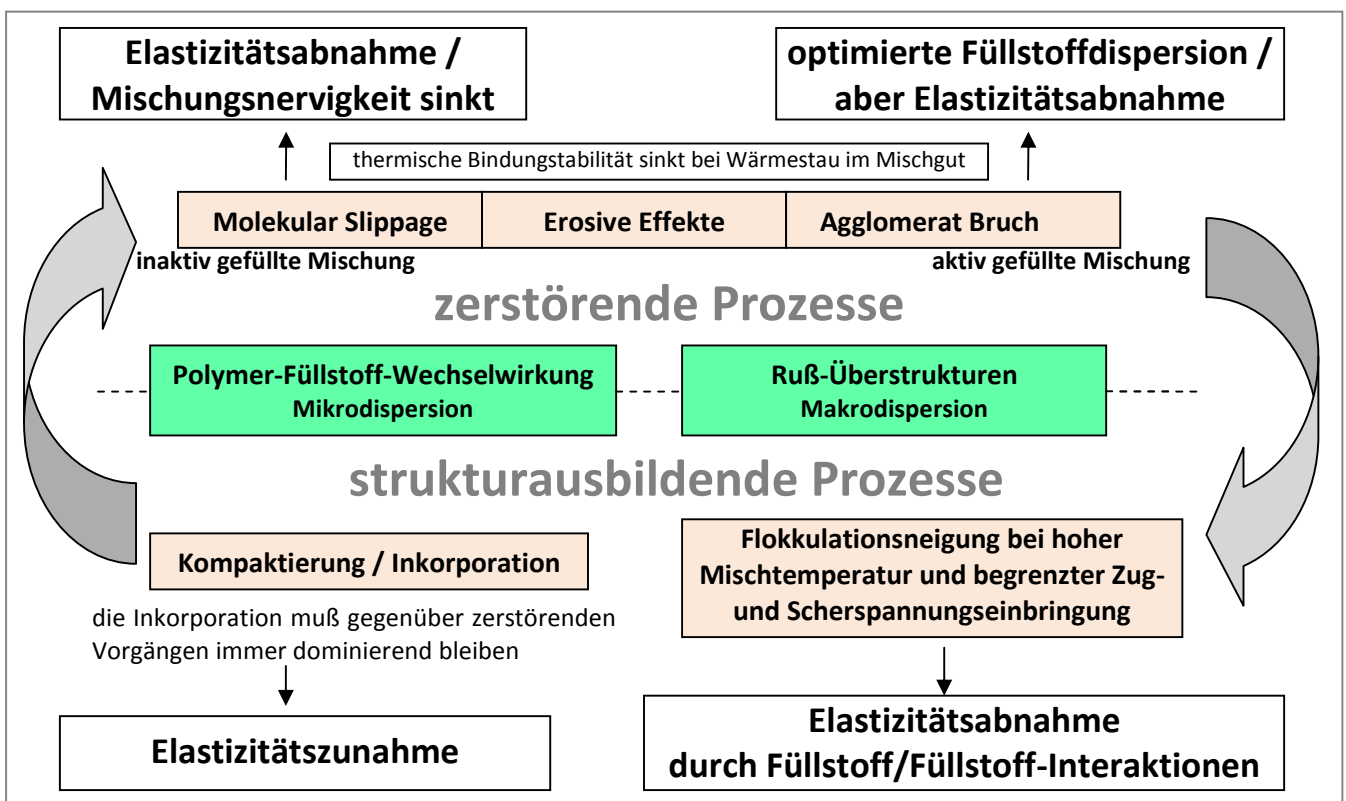 Elastizitätsabnahme /
Mischungsnervigkeit sinkt
optimierte Füllstoffdispersion /
aber Elastizitätsabnahme
thermische Bindungstabilität sinkt bei Wärmestau im Mischgut
Molekular Slippage
Erosive Effekte
Agglomerat Bruch
inaktiv gefüllte Mischung
aktiv gefüllte Mischung
zerstörende Prozesse
Polymer-Füllstoff-Wechselwirkung
Mikrodispersion
Ruß-Überstrukturen
Makrodispersion
strukturausbildende Prozesse
Kompaktierung / Inkorporation
die Inkorporation muß gegenüber zerstörenden
Vorgängen immer dominierend bleiben
Flokkulationsneigung bei hoher
Mischtemperatur und begrenzter Zug-
und Scherspannungseinbringung
Elastizitätszunahme
Elastizitätsabnahme
durch Füllstoff/Füllstoff-Interaktionen